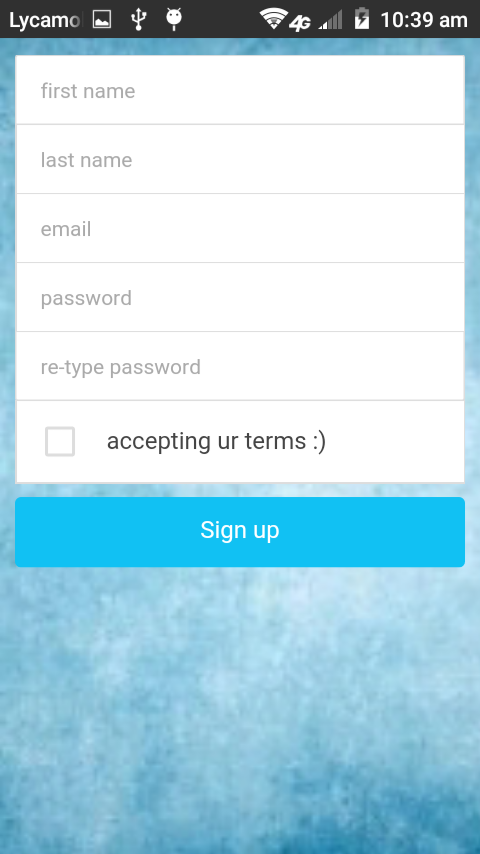 Lycamo 4G 10:39 am
first name
last name
email
password
re-type password
accepting ur terms :)
Sign up